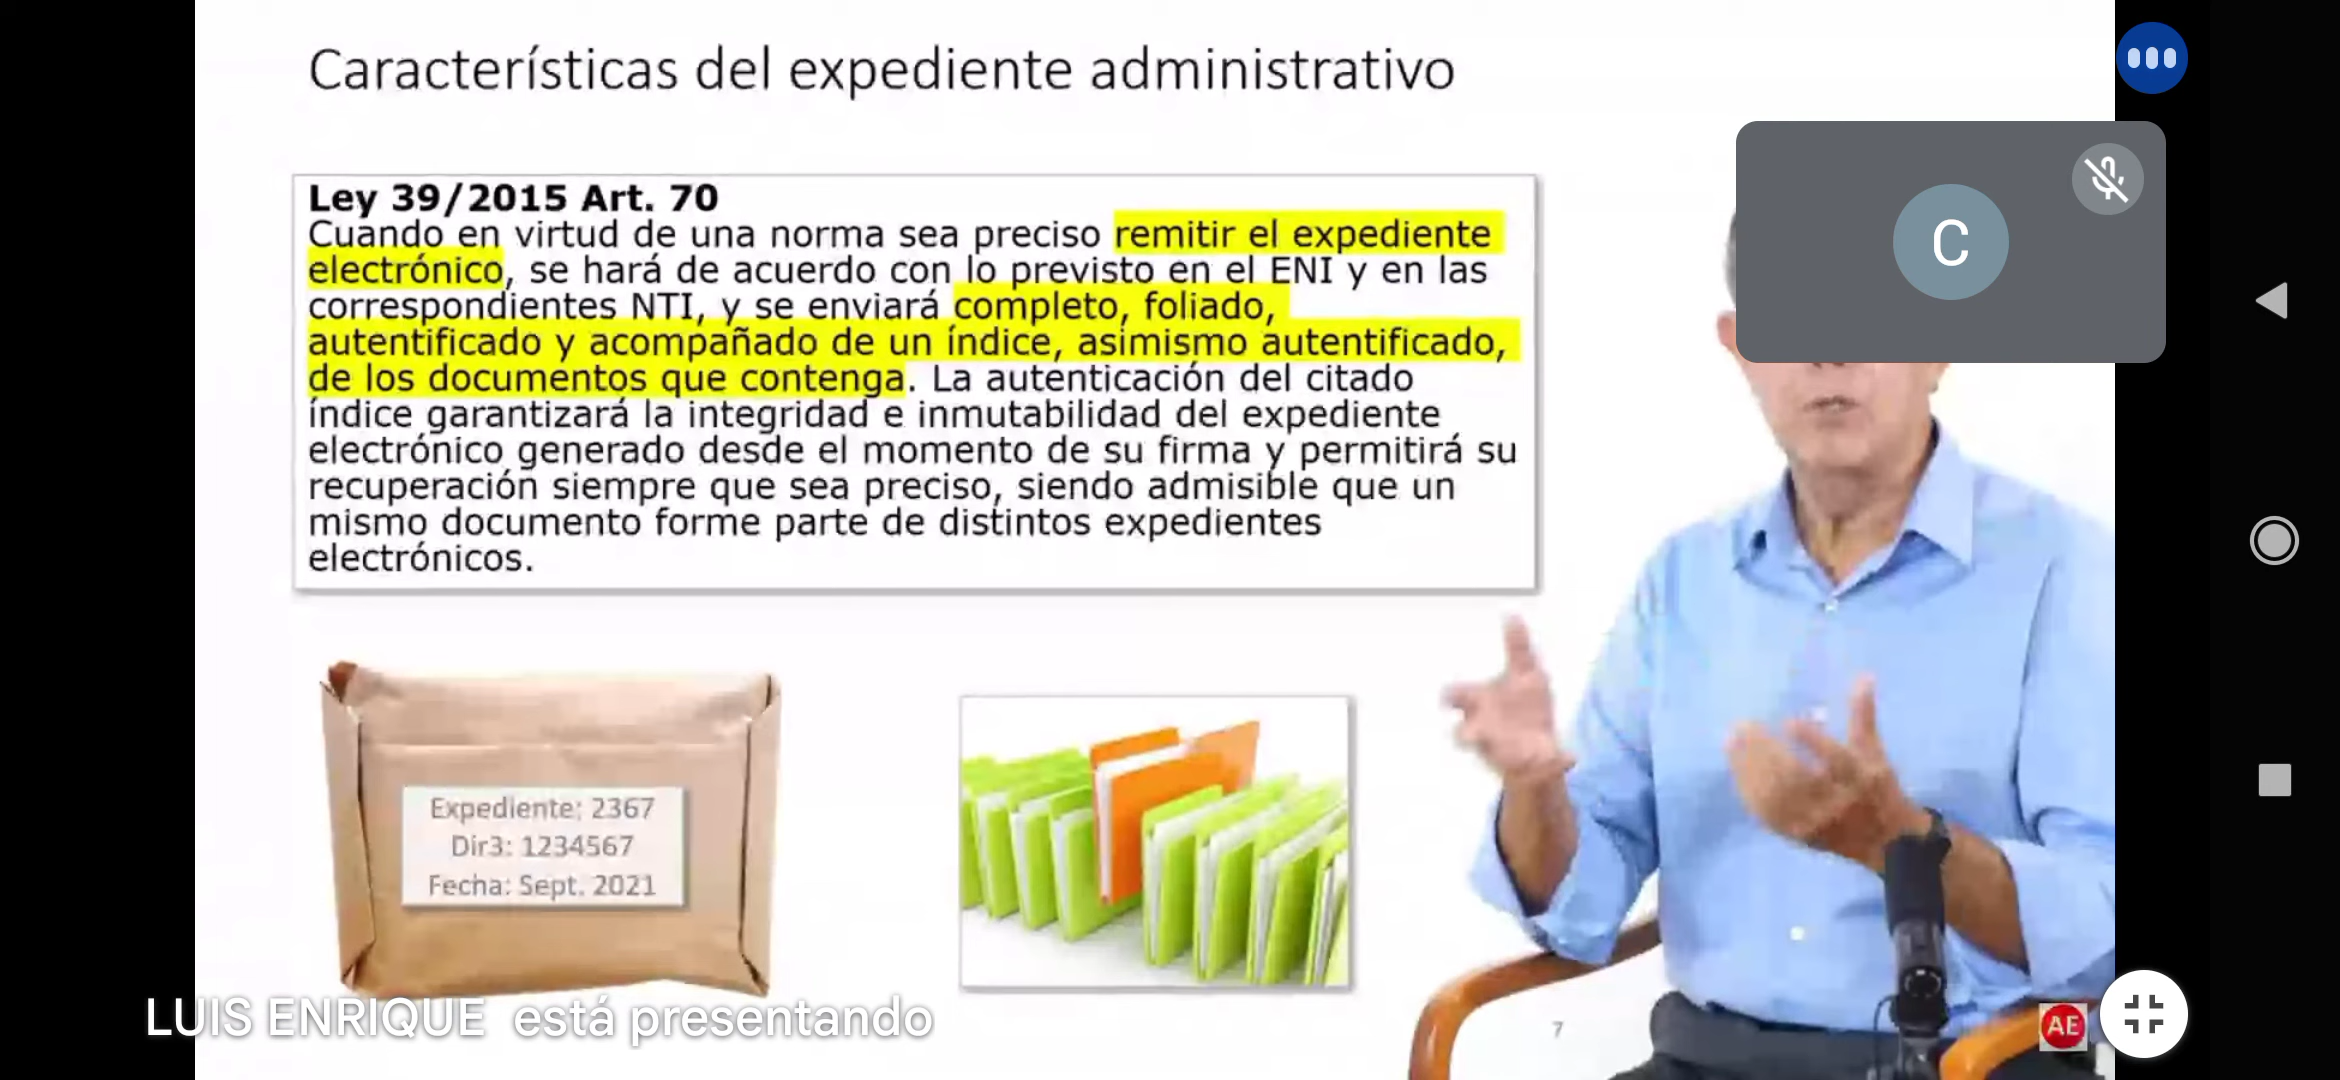 Características del expediente administrativo
Ley 39/2015 Art. 70
Cuando en virtud de una norma sea preciso remitir el expediente
electrónico, se hará de acuerdo con lo previsto en el ENI y en las
correspondientes NTI, y se enviará completo, foliado,
autentificado y acompañado de un índice, asimismo autentificado,
de los documentos que contenga. La autenticación del citado
índice garantizará la integridad e inmutabilidad del expediente
electrónico generado desde el momento de su firma y permitirá su
recuperación siempre que sea preciso, siendo admisible que un
mismo documento forme parte de distintos expedientes
electrónicos.
C
Expediente: 2367
Dir3: 1234567
Fecha: Sept. 2021
LUIS ENRIQUE está presentando
7
AE